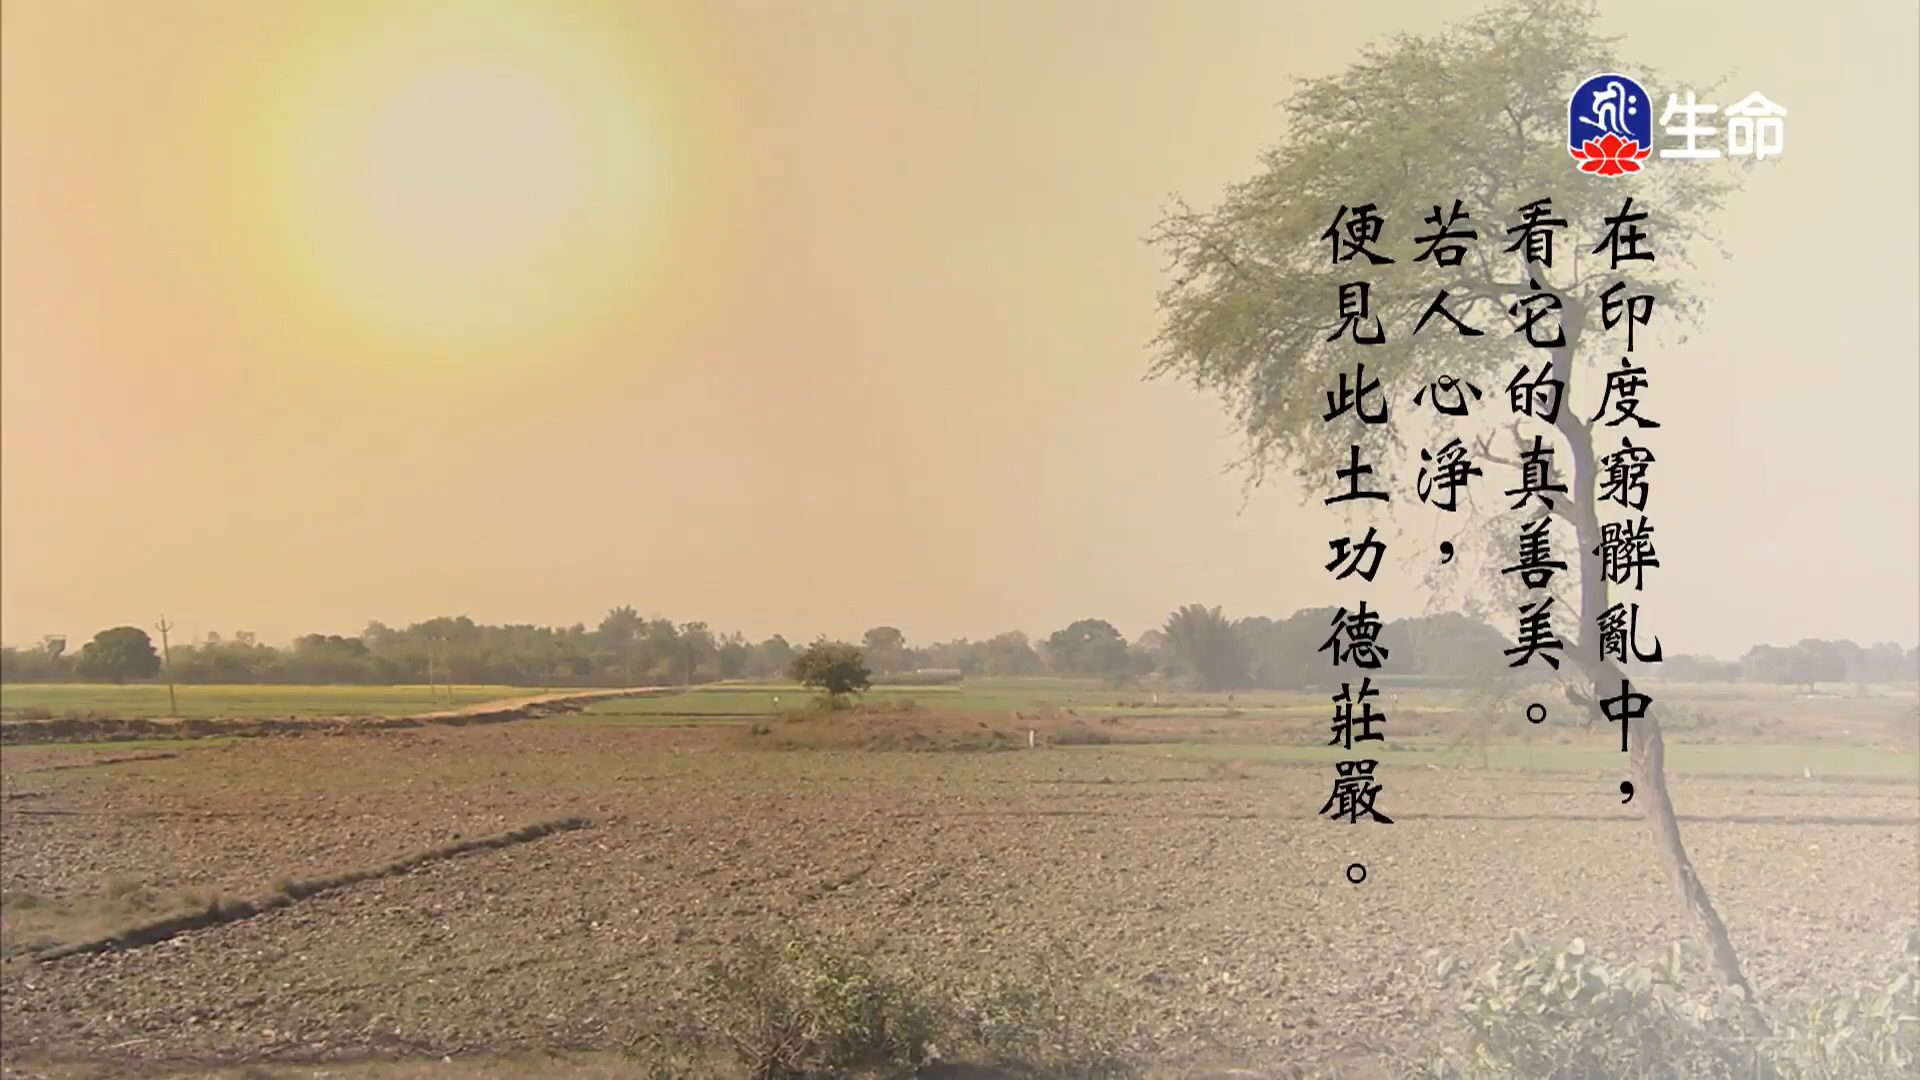 生命
在印度窮髒亂中，
看它的真善美。
若人心淨，
便見此土功德莊嚴。